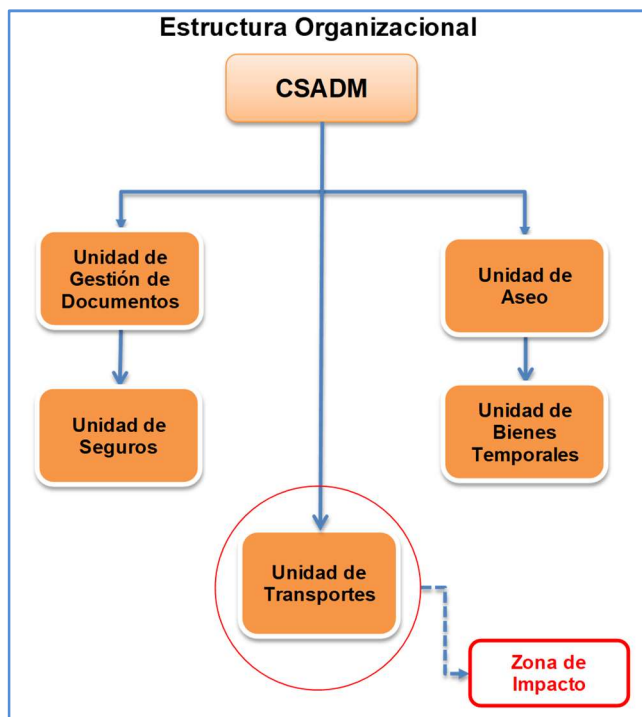 Estructura Organizacional
CSADM
Unidad de
Gestión de
Documentos
Unidad de
Aseo
Unidad de
Seguros
Unidad de
Bienes
Temporales
Unidad de
Transportes
Zona de
Impacto